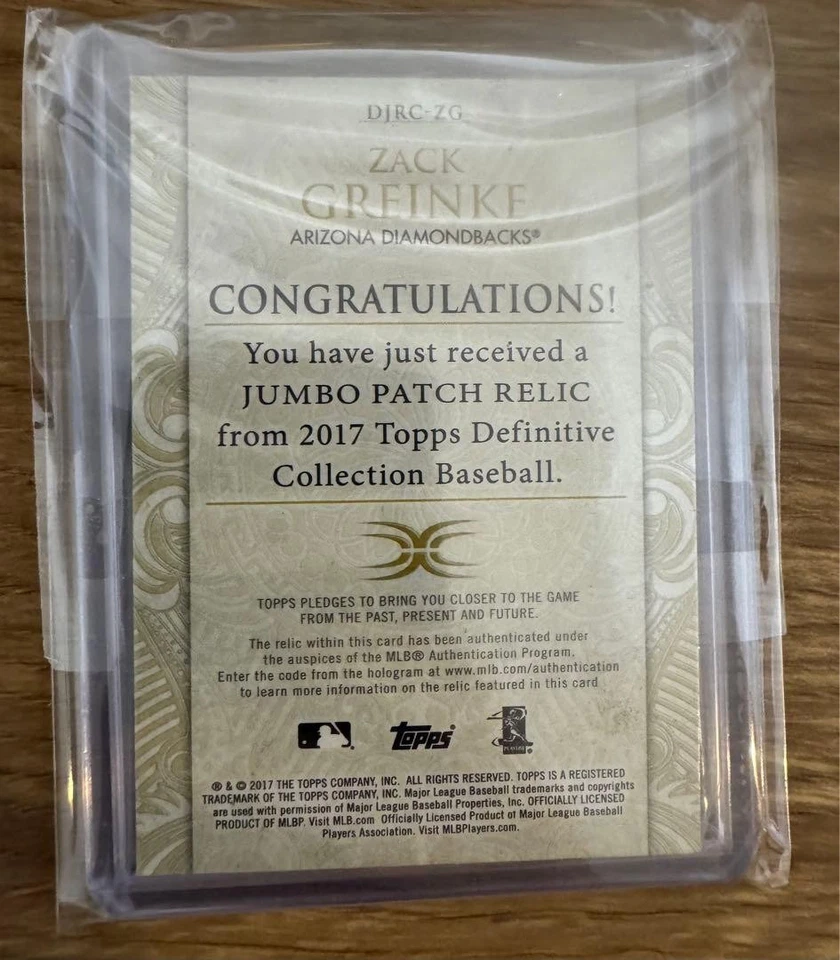 DJRC-ZG
ZACK
GREINKE
ARIZONA DIAMONDBACKS®
CONGRATULATIONS!
You have just received a
JUMBO PATCH RELIC
from 2017 Topps Definitive
Collection Baseball.
TOPPS PLEDGES TO BRING YOU CLOSER TO THE GAME
FROM THE PAST, PRESENT AND FUTURE.
The relic within this card has been authenticated under
the auspices of the MLB® Authentication Program.
Enter the code from the hologram at www.mlb.com/authentication
to learn more information on the relic featured in this card
Topps®
® & © 2017 THE TOPPS COMPANY, INC. ALL RIGHTS RESERVED. TOPPS IS A REGISTERED
TRADEMARK OF THE TOPPS COMPANY, INC. Major League Baseball trademarks and copyrights
are used with permission of Major League Baseball Properties, Inc. OFFICIALLY LICENSED
PRODUCT OF MLBP. Visit MLB.com Officially Licensed Product of Major League Baseball
Players Association. Visit MLBPlayers.com.